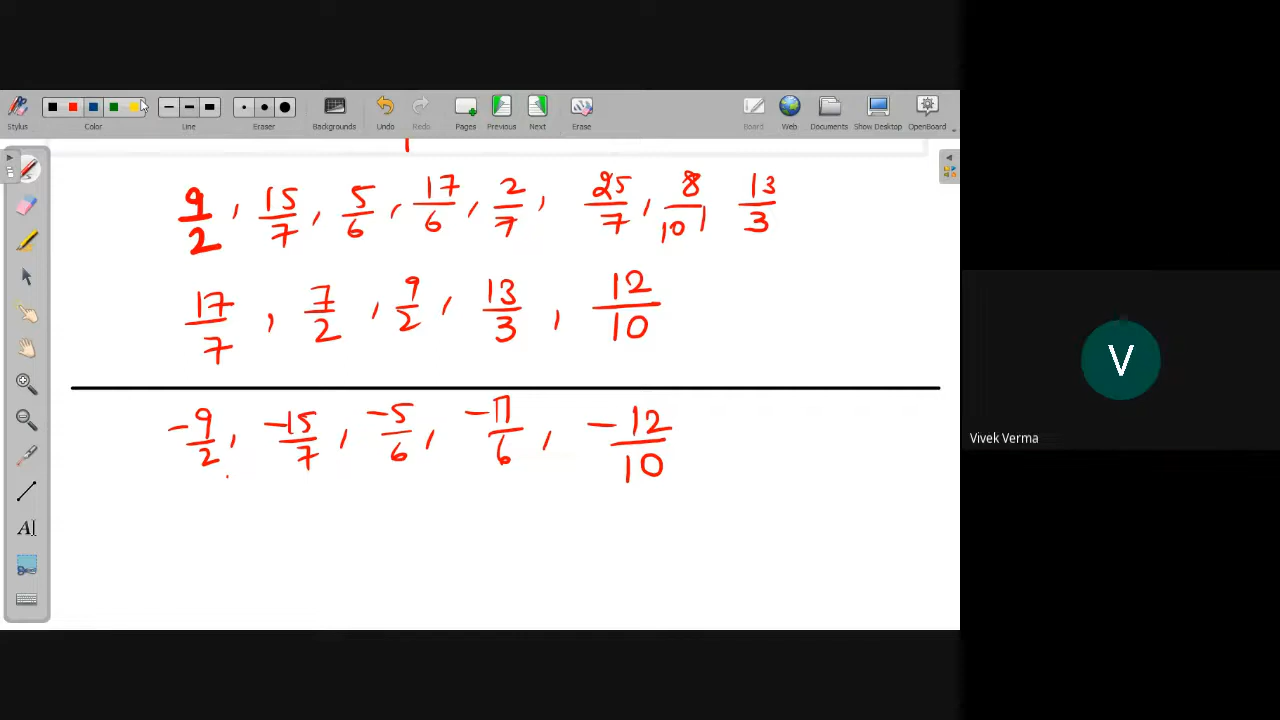 Stylus Color Line Eraser Backgrounds Undo Redo Pages Previous Next Erase Board Web Documents Show Desktop OpenBoard
9/2, 15/7, 5/6, 17/6, 2/7, 25/7, 8/10, 13/3
17/7, 7/2, 9/2, 13/3, 12/10
-9/2, -15/7, -5/6, -17/6, -12/10
AI
V
Vivek Verma